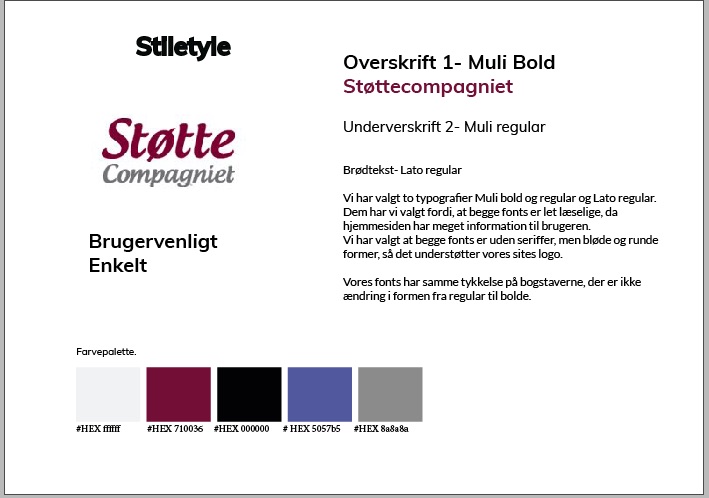 Stiletyle
Støtte
Compagniet
Brugervenligt
Enkelt
Overskrift 1- Muli Bold
Støttecompagniet
Underverskrift 2- Muli regular
Brødtekst- Lato regular
Vi har valgt to typografier Muli bold og regular og Lato regular.
Dem har vi valgt fordi, at begge fonts er let læselige, da
hjemmesiden har meget information til brugeren.
Vi har valgt at begge fonts er uden seriffer, men bløde og runde
former, så det understøtter vores sites logo.
Vores fonts har samme tykkelse på bogstaverne, der er ikke
ændring i formen fra regular til bolde.
Farvepalette.
#HEX ffffff #HEX 710036 #HEX 000000 # HEX 5057b5 #HEX 8a8a8a